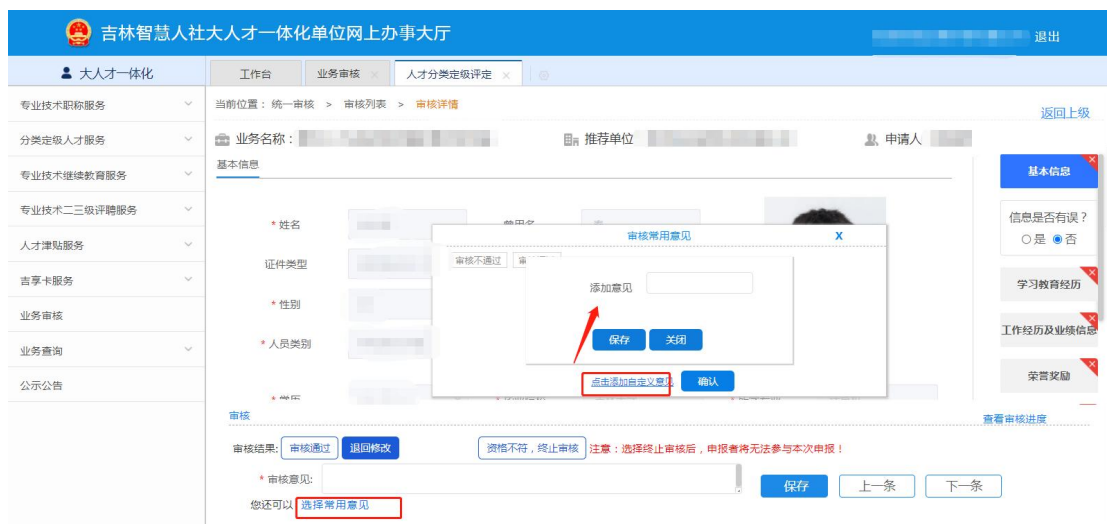 吉林智慧人社大人才一体化单位网上办事大厅
退出
大人才一体化
工作台 业务审核 × 人才分类定级评定 ×
专业技术职称服务
分类定级人才服务
专业技术继续教育服务
专业技术二三级评聘服务
人才津贴服务
吉享卡服务
业务审核
业务查询
公示公告
当前位置：统一审核 > 审核列表 > 审核详情
返回上级
业务名称：
推荐单位
申请人
基本信息
* 姓名
证件类型
* 性别
* 人员类别
审核常用意见 X
审核不通过
添加意见
保存 关闭
点击添加自定义意见 确认
基本信息
信息是否有误？
是 否
学习教育经历
工作经历及业绩信息
荣誉奖励
审核
查看审核进度
审核结果: 审核通过 退回修改 资格不符，终止审核 注意：选择终止审核后，申报者将无法参与本次申报！
* 审核意见:
保存 上一条 下一条
您还可以 选择常用意见